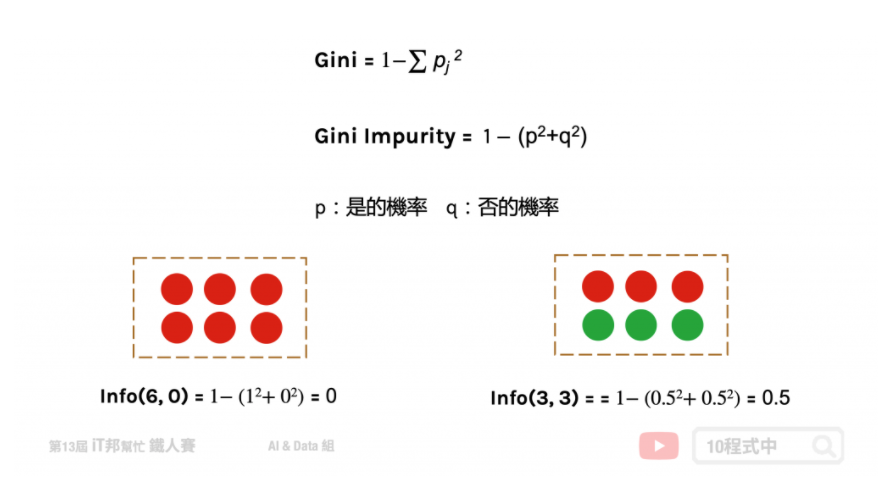 Gini = 1−∑ pⱼ²
Gini Impurity = 1 − (p²+q²)
p：是的機率 q：否的機率
Info(6, 0) = 1− (1²+ 0²) = 0
Info(3, 3) = = 1− (0.5²+ 0.5²) = 0.5
第13屆 iT邦幫忙 鐵人賽 AI & Data 組
10程式中